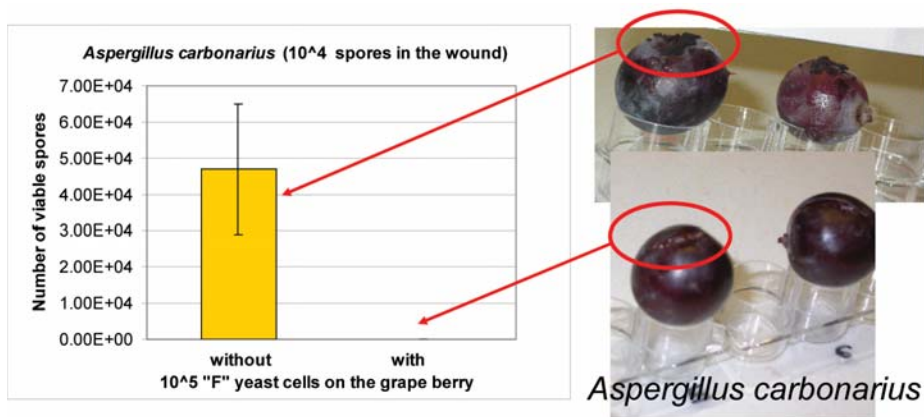 Aspergillus carbonarius (10^4 spores in the wound)
Number of viable spores
7.00E+04
6.00E+04
5.00E+04
4.00E+04
3.00E+04
2.00E+04
1.00E+04
0.00E+00
without with
10^5 "F" yeast cells on the grape berry
Aspergillus carbonarius